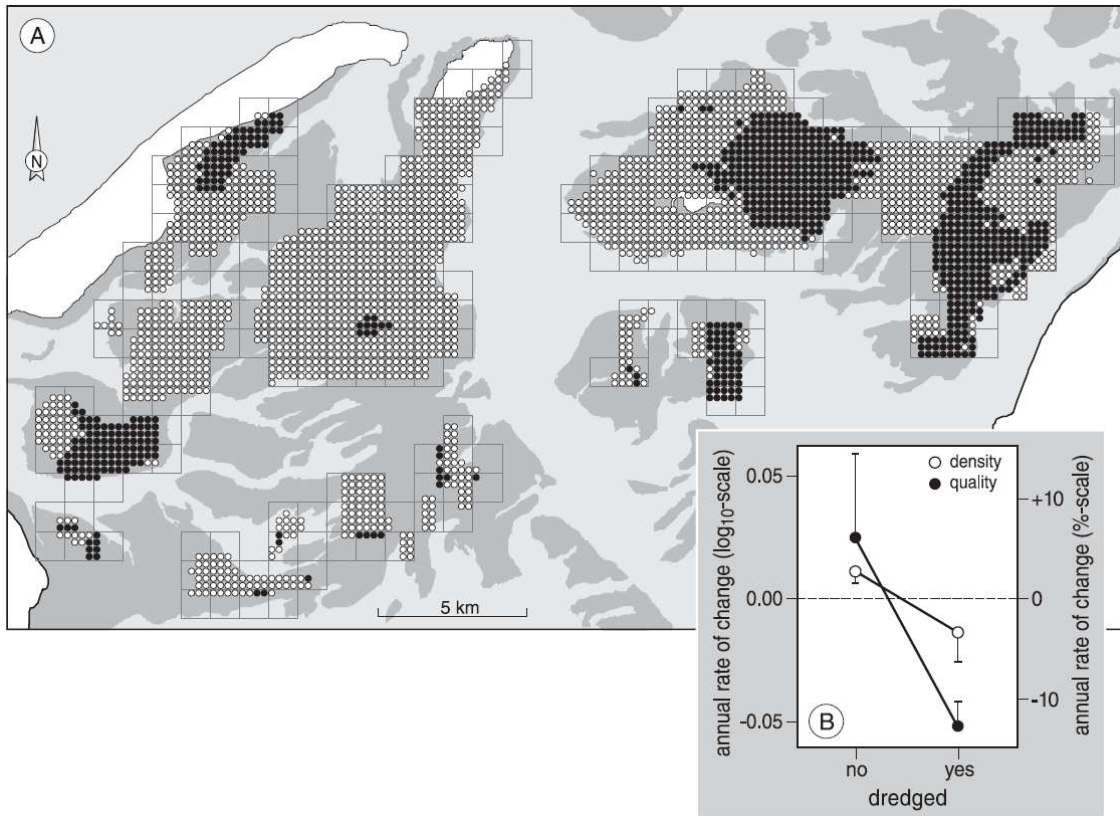 A
N
5 km
density
quality
annual rate of change (log₁₀-scale)
0.05
0.00
-0.05
annual rate of change (%-scale)
+10
0
-10
B
no yes
dredged